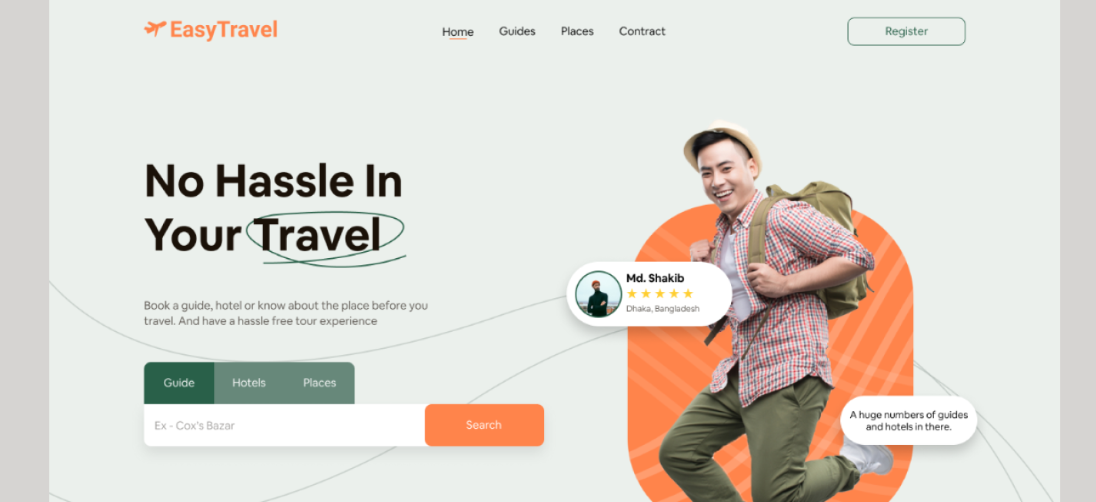 EasyTravel
Home Guides Places Contract
Register
No Hassle In
Your Travel
Book a guide, hotel or know about the place before you
travel. And have a hassle free tour experience
Guide Hotels Places
Ex - Cox's Bazar
Search
Md. Shakib
Dhaka, Bangladesh
A huge numbers of guides
and hotels in there.